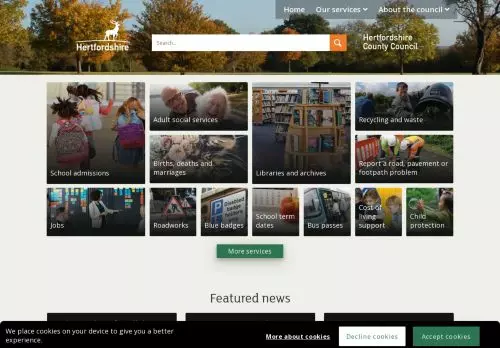 Home Our services About the council
Hertfordshire
Search...
Hertfordshire
County Council
School admissions
Adult social services
Libraries and archives
Recycling and waste
Births, deaths and
marriages
Report a road, pavement or
footpath problem
Jobs
Roadworks
Blue badges
School term
dates
Bus passes
Cost of
living
support
Child
protection
More services
Featured news
We place cookies on your device to give you a better
experience.
More about cookies
Decline cookies
Accept cookies